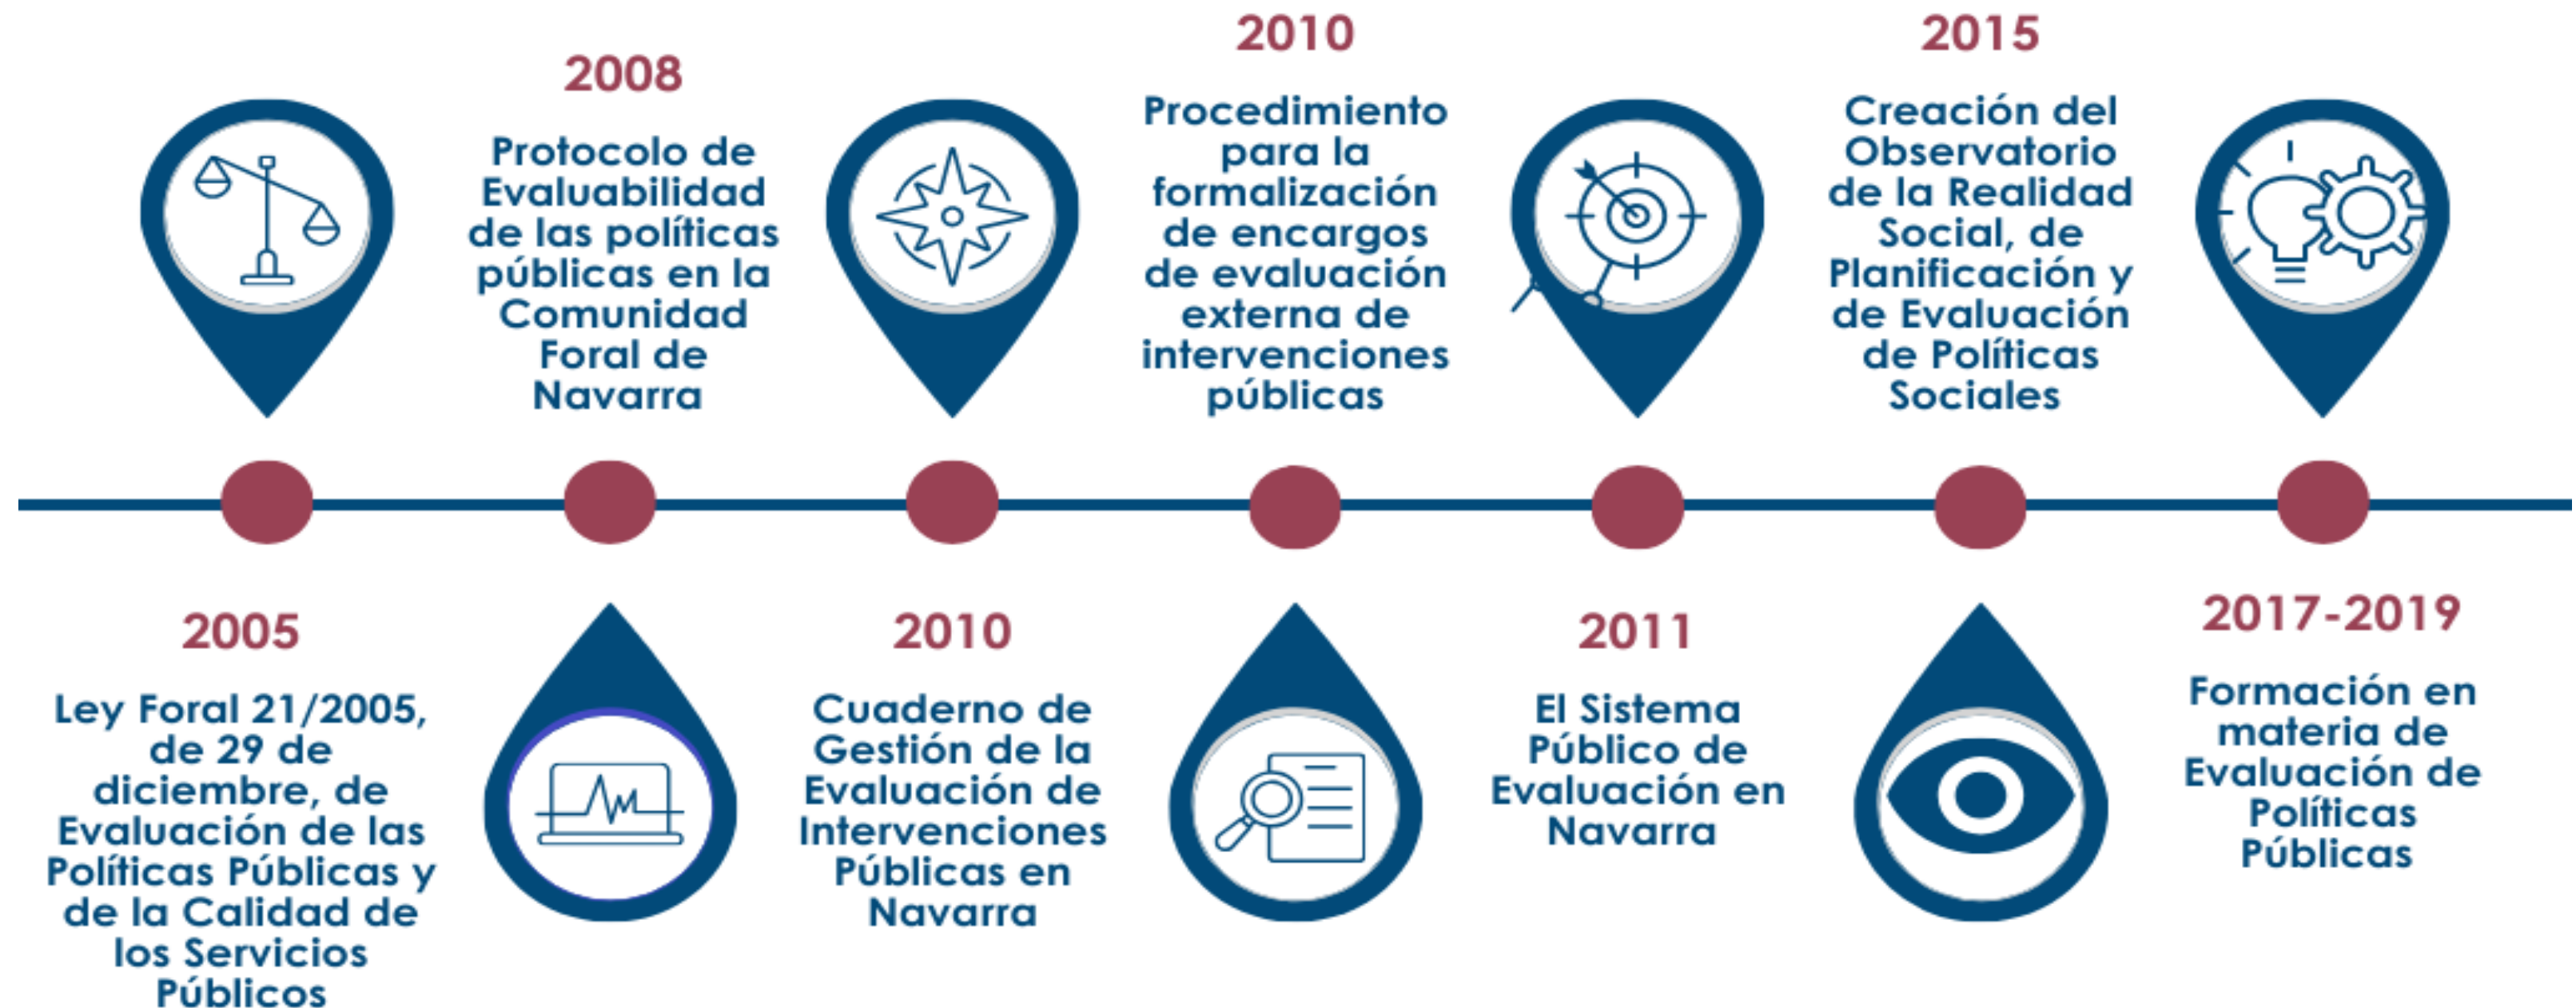 2005
Ley Foral 21/2005,
de 29 de
diciembre, de
Evaluación de las
Políticas Públicas y
de la Calidad de
los Servicios
Públicos
2008
Protocolo de
Evaluabilidad
de las políticas
públicas en la
Comunidad
Foral de
Navarra
2010
Cuaderno de
Gestión de la
Evaluación de
Intervenciones
Públicas en
Navarra
2010
Procedimiento
para la
formalización
de encargos
de evaluación
externa de
intervenciones
públicas
2011
El Sistema
Público de
Evaluación en
Navarra
2015
Creación del
Observatorio
de la Realidad
Social, de
Planificación y
de Evaluación
de Políticas
Sociales
2017-2019
Formación en
materia de
Evaluación de
Políticas
Públicas